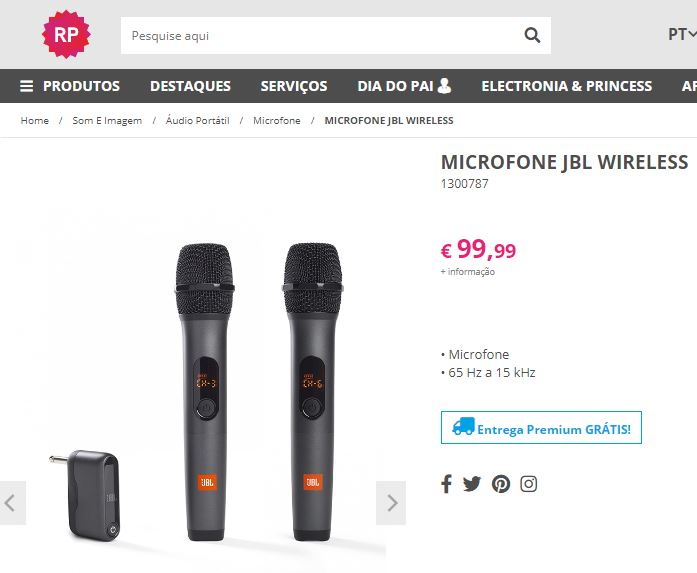 RP
Pesquise aqui
PT
PRODUTOS DESTAQUES SERVIÇOS DIA DO PAI ELECTRONIA & PRINCESS
Home / Som E Imagem / Áudio Portátil / Microfone / MICROFONE JBL WIRELESS
MICROFONE JBL WIRELESS
1300787
€ 99,99
+ informação
• Microfone
• 65 Hz a 15 kHz
Entrega Premium GRÁTIS!
CH-3
CH-6
JBL
JBL
JBL